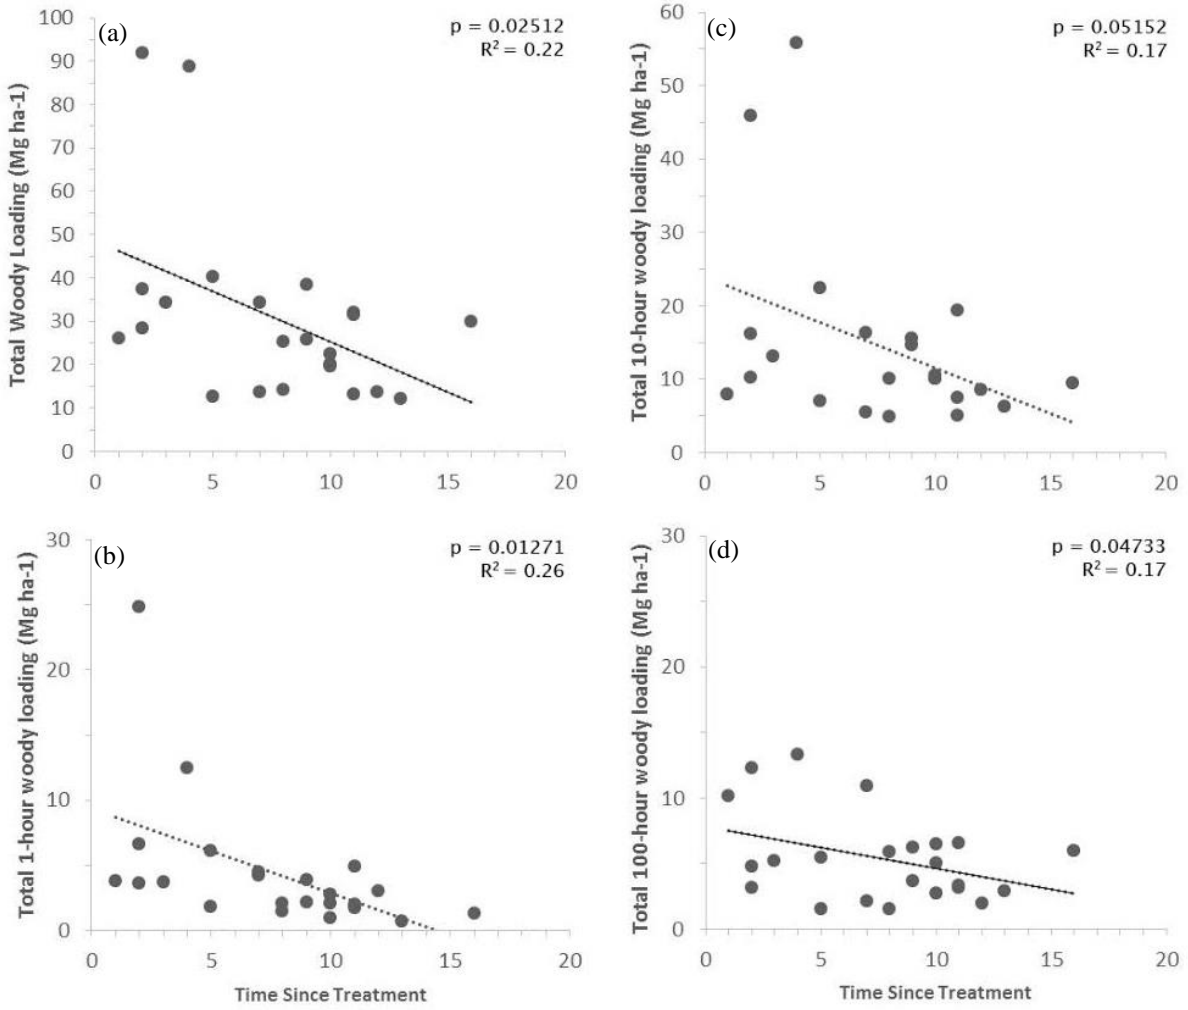 (a)
p = 0.02512
R² = 0.22
Total Woody Loading (Mg ha-1)
100
90
80
70
60
50
40
30
20
10
0
0 5 10 15 20
(c)
p = 0.05152
R² = 0.17
Total 10-hour woody loading (Mg ha-1)
60
50
40
30
20
10
0
0 5 10 15 20
(b)
p = 0.01271
R² = 0.26
Total 1-hour woody loading (Mg ha-1)
30
20
10
0
0 5 10 15 20
Time Since Treatment
(d)
p = 0.04733
R² = 0.17
Total 100-hour woody loading (Mg ha-1)
30
20
10
0
0 5 10 15 20
Time Since Treatment